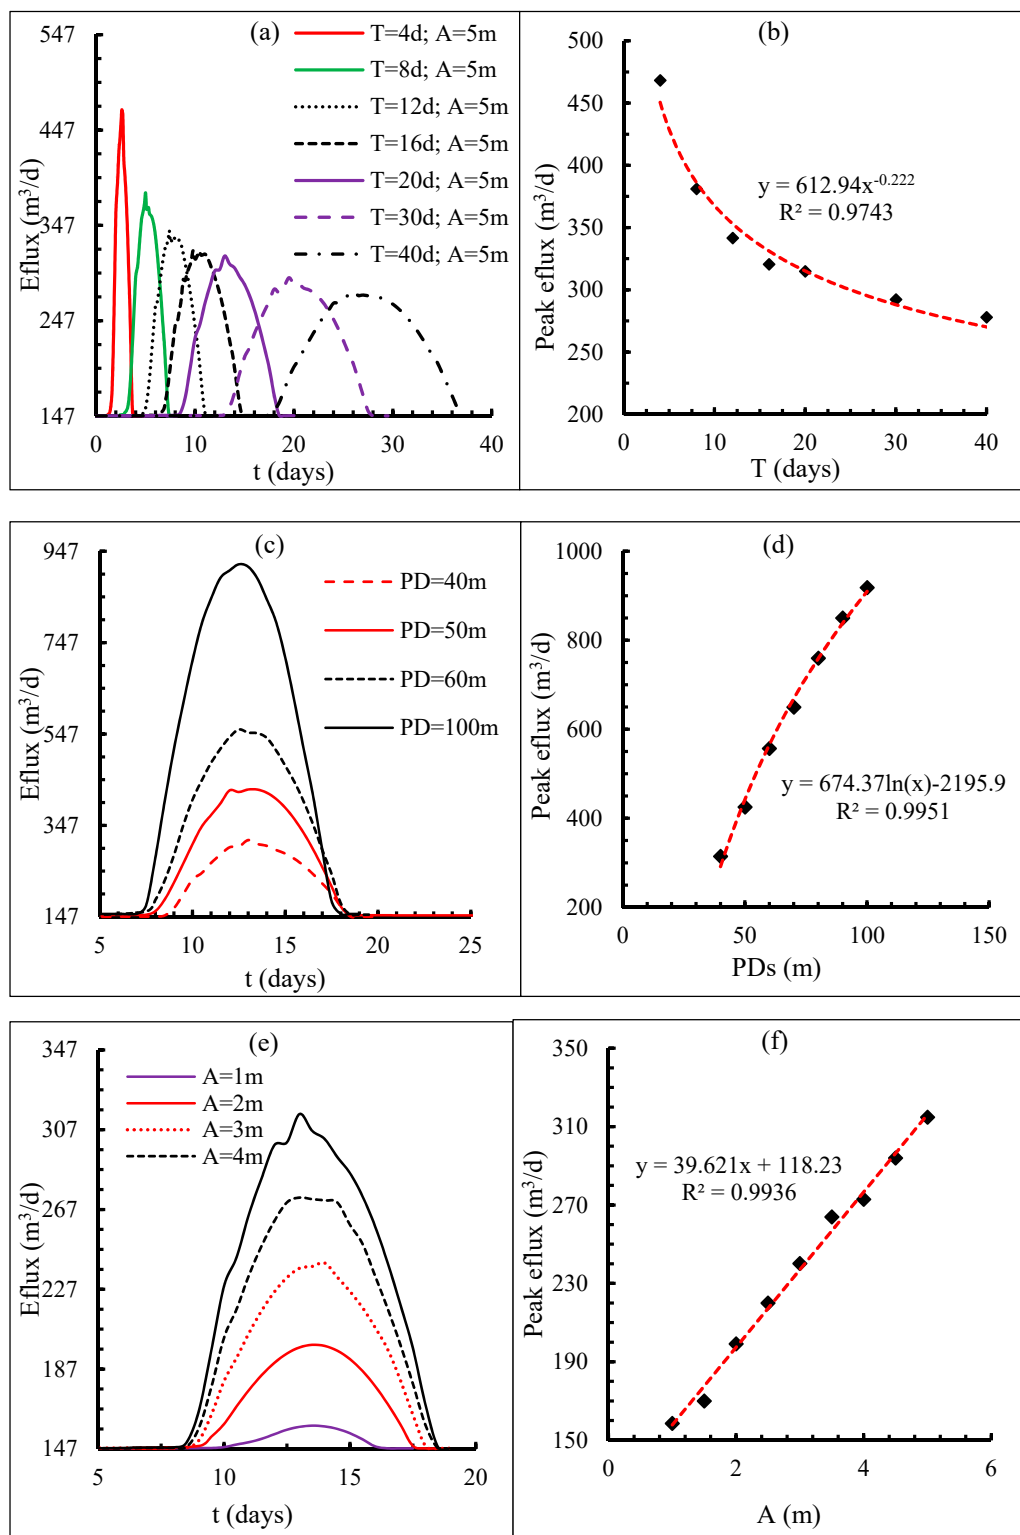 (a)
Eflux (m³/d)
547
447
347
247
147
T=4d; A=5m
T=8d; A=5m
T=12d; A=5m
T=16d; A=5m
T=20d; A=5m
T=30d; A=5m
T=40d; A=5m
0 10 20 30 40
t (days)
(b)
Peak eflux (m³/d)
500
450
400
350
300
250
200
y = 612.94x⁻⁰·²²²
R² = 0.9743
0 10 20 30 40
T (days)
(c)
Eflux (m³/d)
947
747
547
347
147
PD=40m
PD=50m
PD=60m
PD=100m
5 10 15 20 25
t (days)
(d)
Peak eflux (m³/d)
1000
800
600
400
200
y = 674.37ln(x)-2195.9
R² = 0.9951
0 50 100 150
PDs (m)
(e)
Eflux (m³/d)
347
307
267
227
187
147
A=1m
A=2m
A=3m
A=4m
5 10 15 20
t (days)
(f)
Peak eflux (m³/d)
350
310
270
230
190
150
y = 39.621x + 118.23
R² = 0.9936
0 2 4 6
A (m)